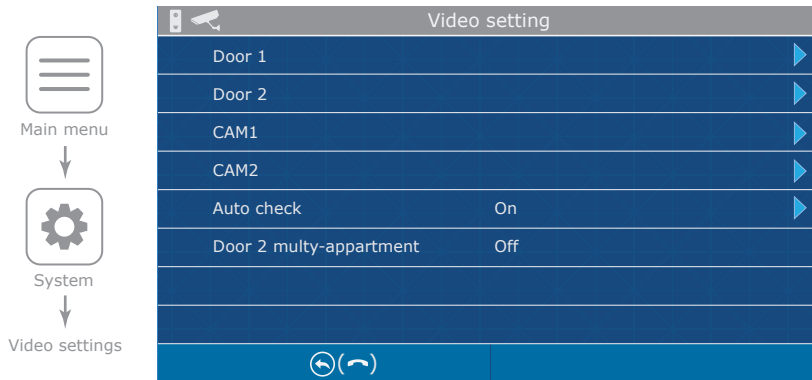 Main menu
System
Video settings
Video setting
Door 1
Door 2
CAM1
CAM2
Auto check On
Door 2 multy-appartment Off